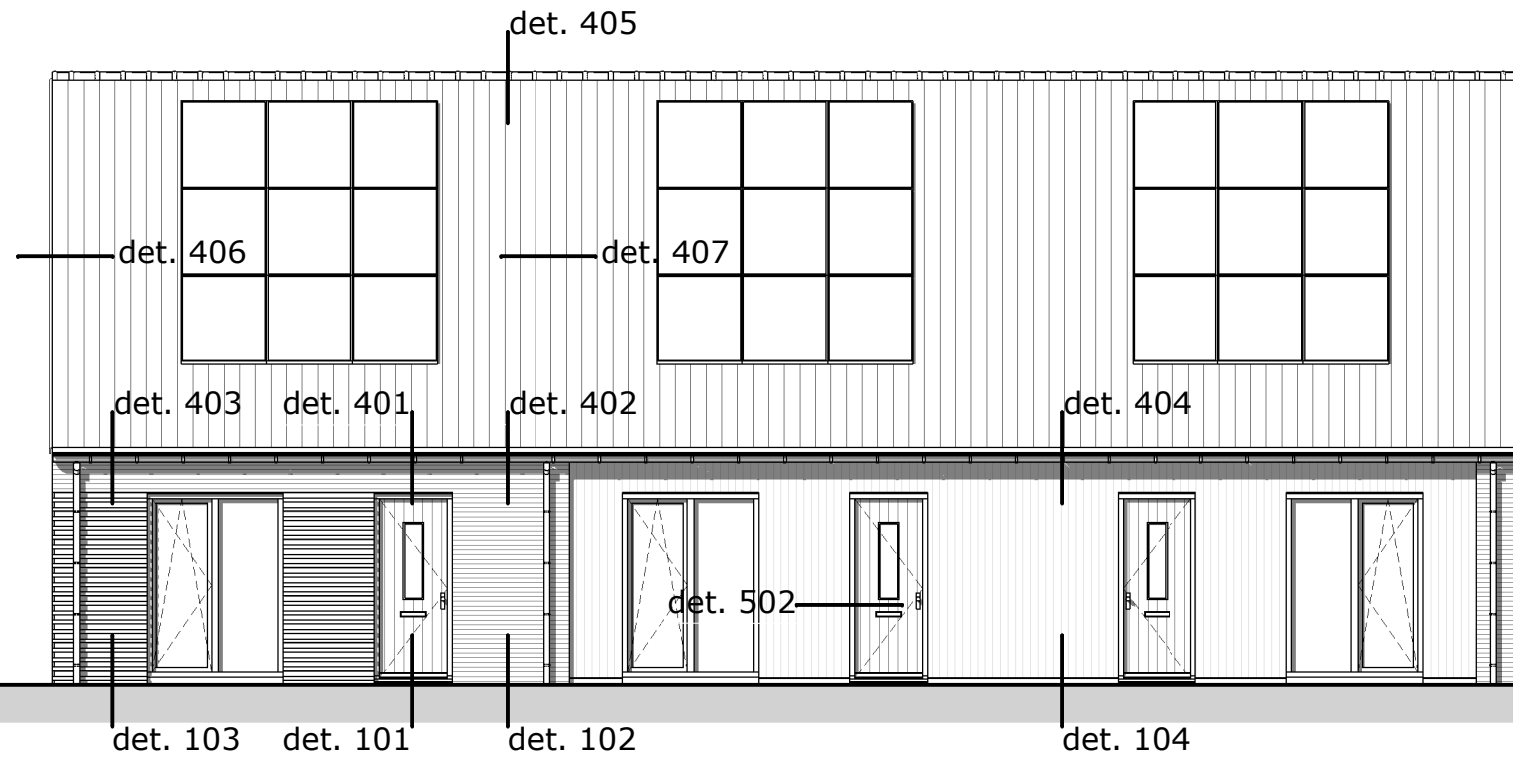 det. 405
det. 406
det. 407
det. 403
det. 401
det. 402
det. 404
det. 502
det. 103
det. 101
det. 102
det. 104